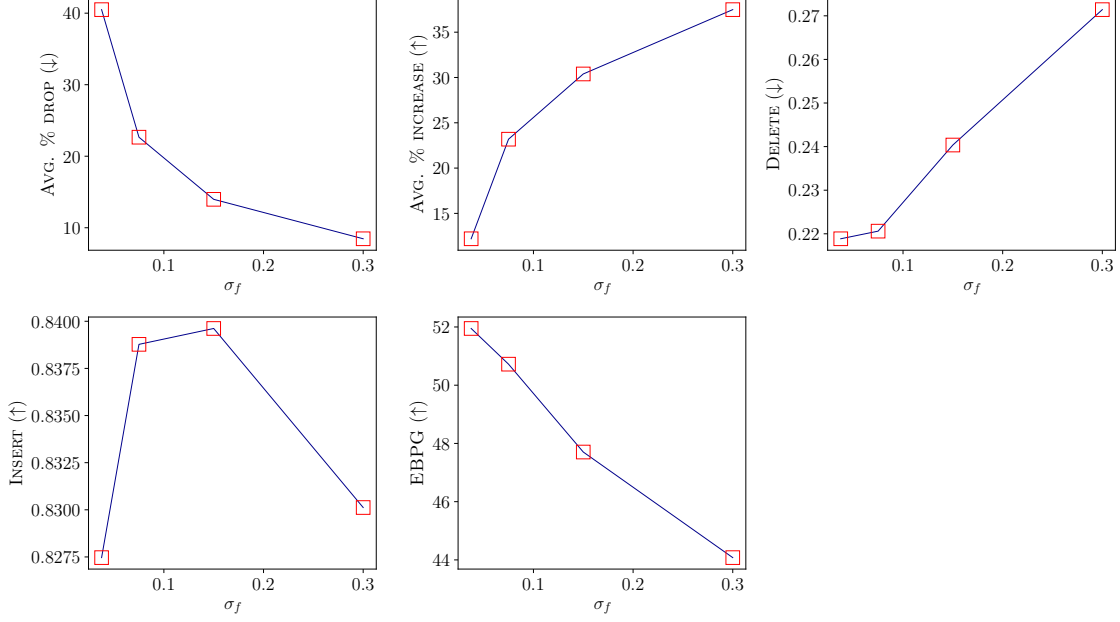 Avg. % drop (↓)
40
30
20
10
0.1 0.2 0.3
σf
Avg. % increase (↑)
35
30
25
20
15
0.1 0.2 0.3
σf
Delete (↓)
0.27
0.26
0.25
0.24
0.23
0.22
0.1 0.2 0.3
σf
Insert (↑)
0.8400
0.8375
0.8350
0.8325
0.8300
0.8275
0.1 0.2 0.3
σf
EBPG (↑)
52
50
48
46
44
0.1 0.2 0.3
σf